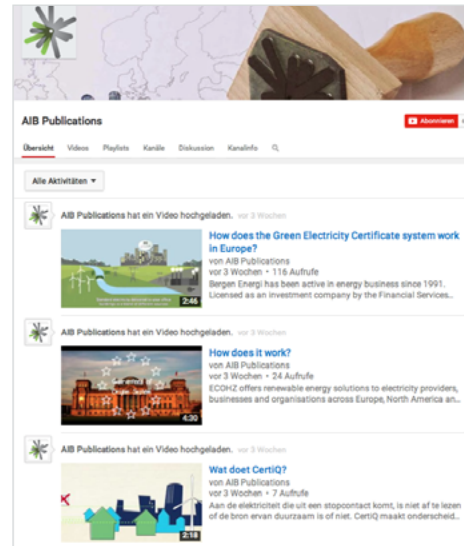 AIB Publications
Abonnieren
Übersicht Videos Playlists Kanäle Diskussion Kanalinfo
Alle Aktivitäten
AIB Publications hat ein Video hochgeladen. vor 3 Wochen
How does the Green Electricity Certificate system work
in Europe?
von AIB Publications
vor 3 Wochen • 116 Aufrufe
Bergen Energi has been active in energy business since 1991.
Licensed as an investment company by the Financial Services...
2:46
AIB Publications hat ein Video hochgeladen. vor 3 Wochen
How does it work?
von AIB Publications
vor 3 Wochen • 24 Aufrufe
ECOHZ offers renewable energy solutions to electricity providers,
businesses and organisations across Europe, North America an...
4:30
AIB Publications hat ein Video hochgeladen. vor 3 Wochen
Wat doet CertiQ?
von AIB Publications
vor 3 Wochen • 7 Aufrufe
Aan de elektriciteit die uit een stopcontact komt, is niet af te lezen
of de bron ervan duurzaam is of niet. CertiQ maakt onderscheid...
2:18